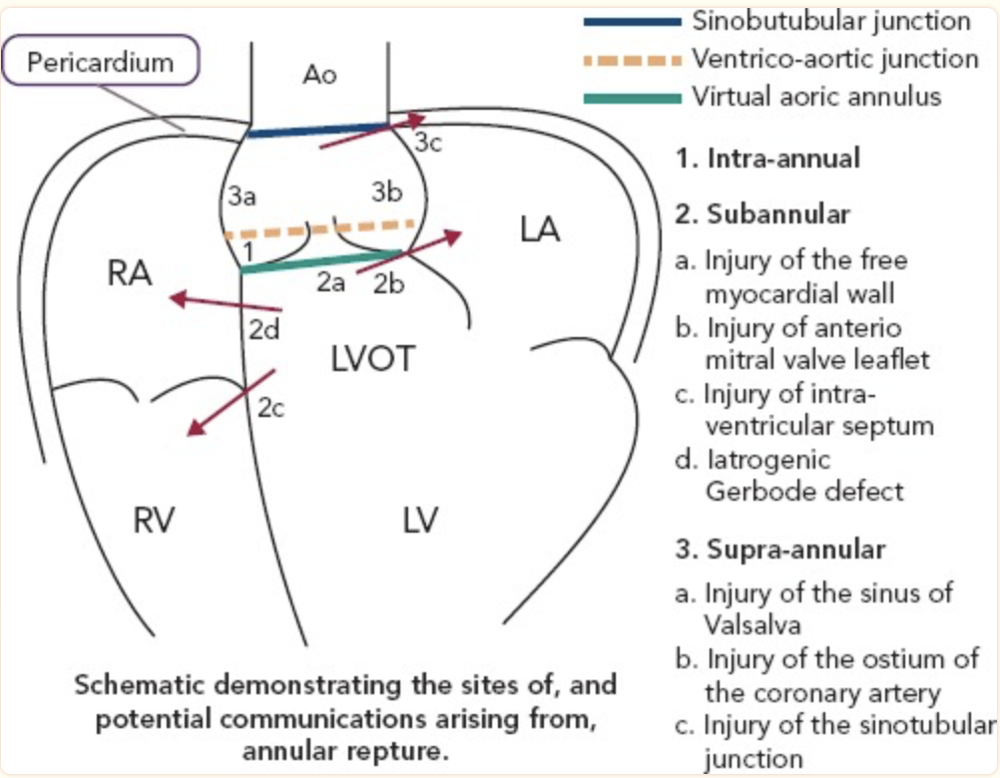 Sinobutubular junction
Ventrico-aortic junction
Virtual aoric annulus
Pericardium
Ao
3c
3a
3b
1
2a
2b
RA
LA
2d
LVOT
2c
RV
LV
1. Intra-annual
2. Subannular
a. Injury of the free
myocardial wall
b. Injury of anterio
mitral valve leaflet
c. Injury of intra-
ventricular septum
d. Iatrogenic
Gerbode defect
3. Supra-annular
a. Injury of the sinus of
Valsalva
b. Injury of the ostium of
the coronary artery
c. Injury of the sinotubular
junction
Schematic demonstrating the sites of, and
potential communications arising from,
annular repture.